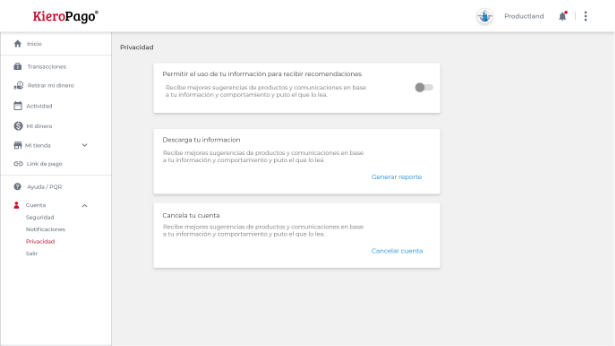 KieroPago®
Productland
Inicio
Transacciones
Retirar mi dinero
Actividad
Mi dinero
Mi tienda
Link de pago
Ayuda / PQR
Cuenta
Seguridad
Notificaciones
Privacidad
Salir
Privacidad
Permitir el uso de tu información para recibir recomendaciones
Recibe mejores sugerencias de productos y comunicaciones en base
a tu información y comportamiento y puto el que lo lea.
Descarga tu informacion
Recibe mejores sugerencias de productos y comunicaciones en base
a tu información y comportamiento y puto el que lo lea
Generar reporte
Cancela tu cuenta
Recibe mejores sugerencias de productos y comunicaciones en base
a tu información y comportamiento y puto el que lo lea
Cancelar cuenta